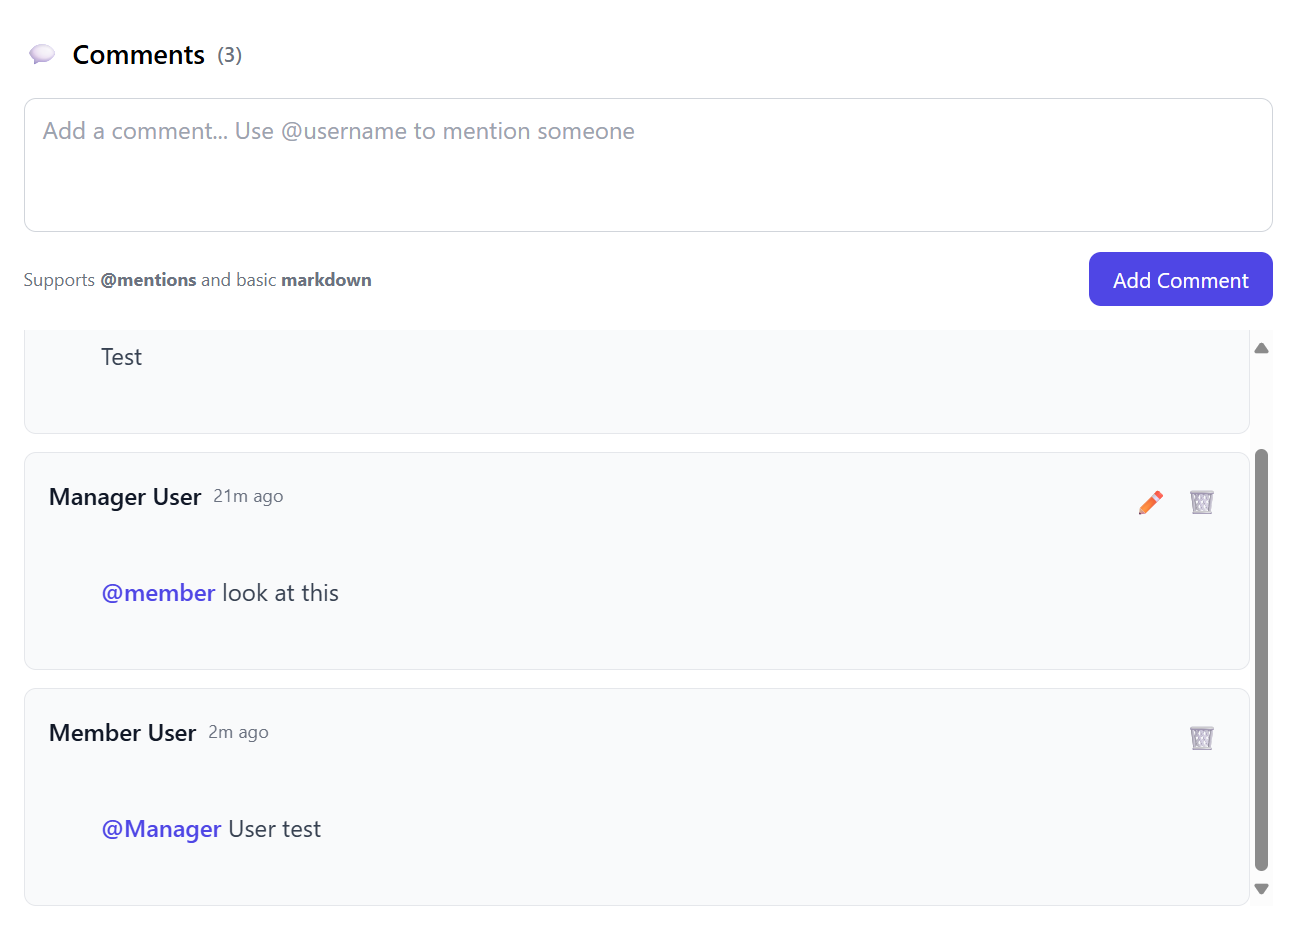 Comments (3)
Add a comment... Use @username to mention someone
Supports @mentions and basic markdown
Add Comment
Test
Manager User 21m ago
@member look at this
Member User 2m ago
@Manager User test